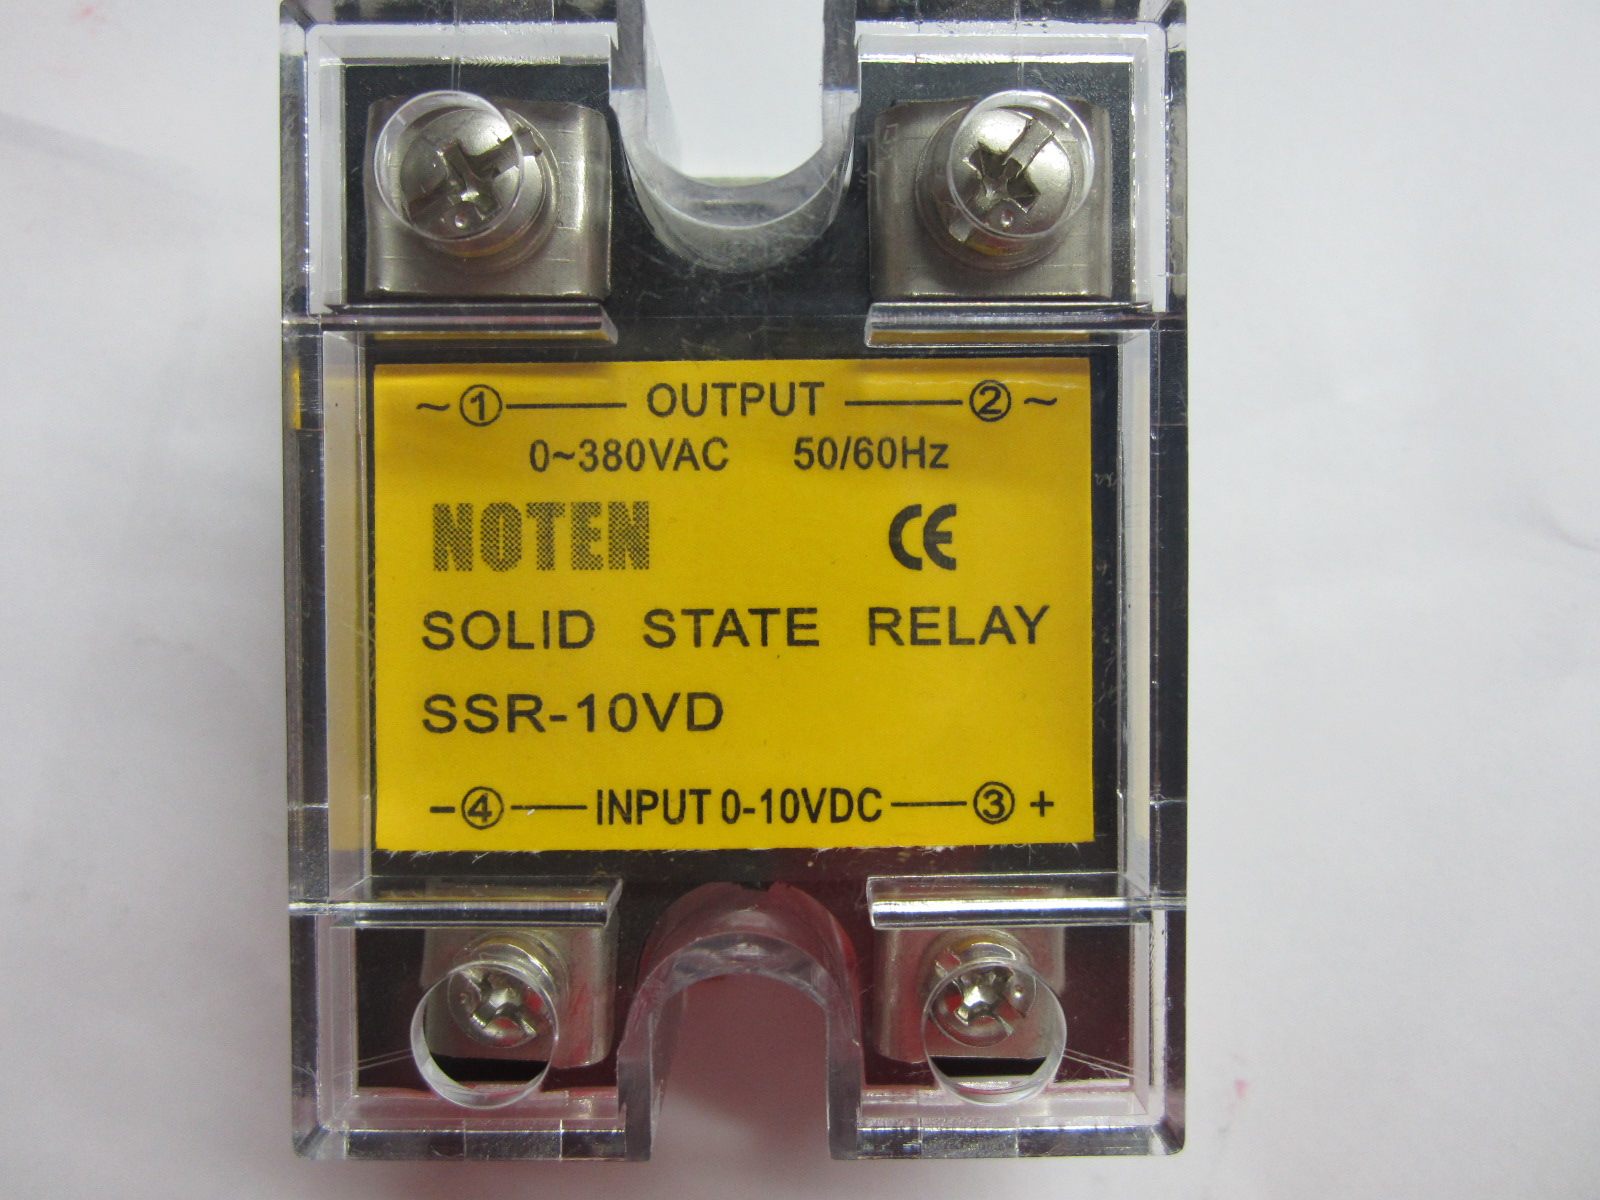 ~ ① OUTPUT ② ~
0~380VAC 50/60Hz
NOTEN CE
SOLID STATE RELAY
SSR-10VD
- ④ INPUT 0-10VDC ③ +